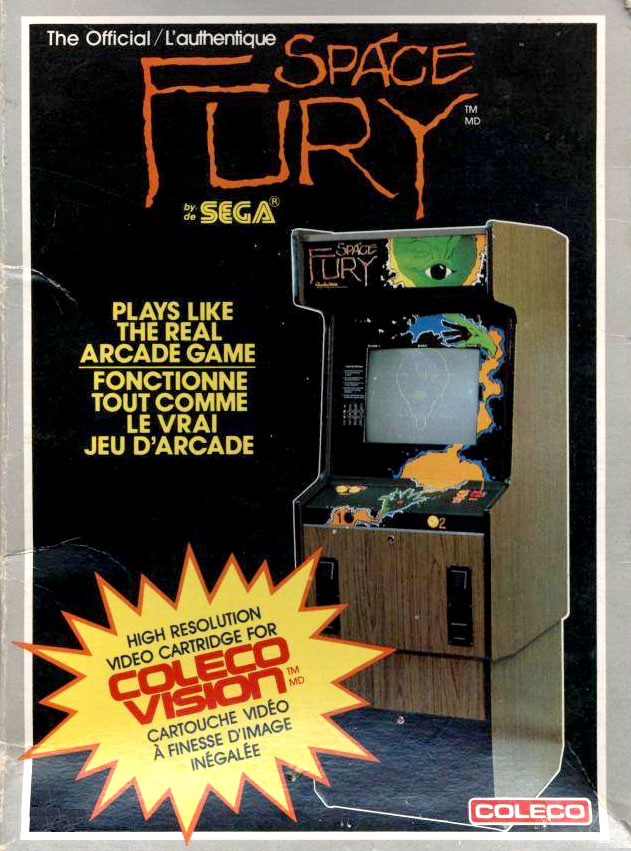 The Official/L'authentique
SPACE
FURY
TM
MD
by
de
SEGA®
SPACE
FURY
PLAYS LIKE
THE REAL
ARCADE GAME
FONCTIONNE
TOUT COMME
LE VRAI
JEU D'ARCADE
1
2
HIGH RESOLUTION
VIDEO CARTRIDGE FOR
COLECO
VISION
TM
MD
CARTOUCHE VIDÉO
À FINESSE D'IMAGE
INÉGALÉE
COLECO